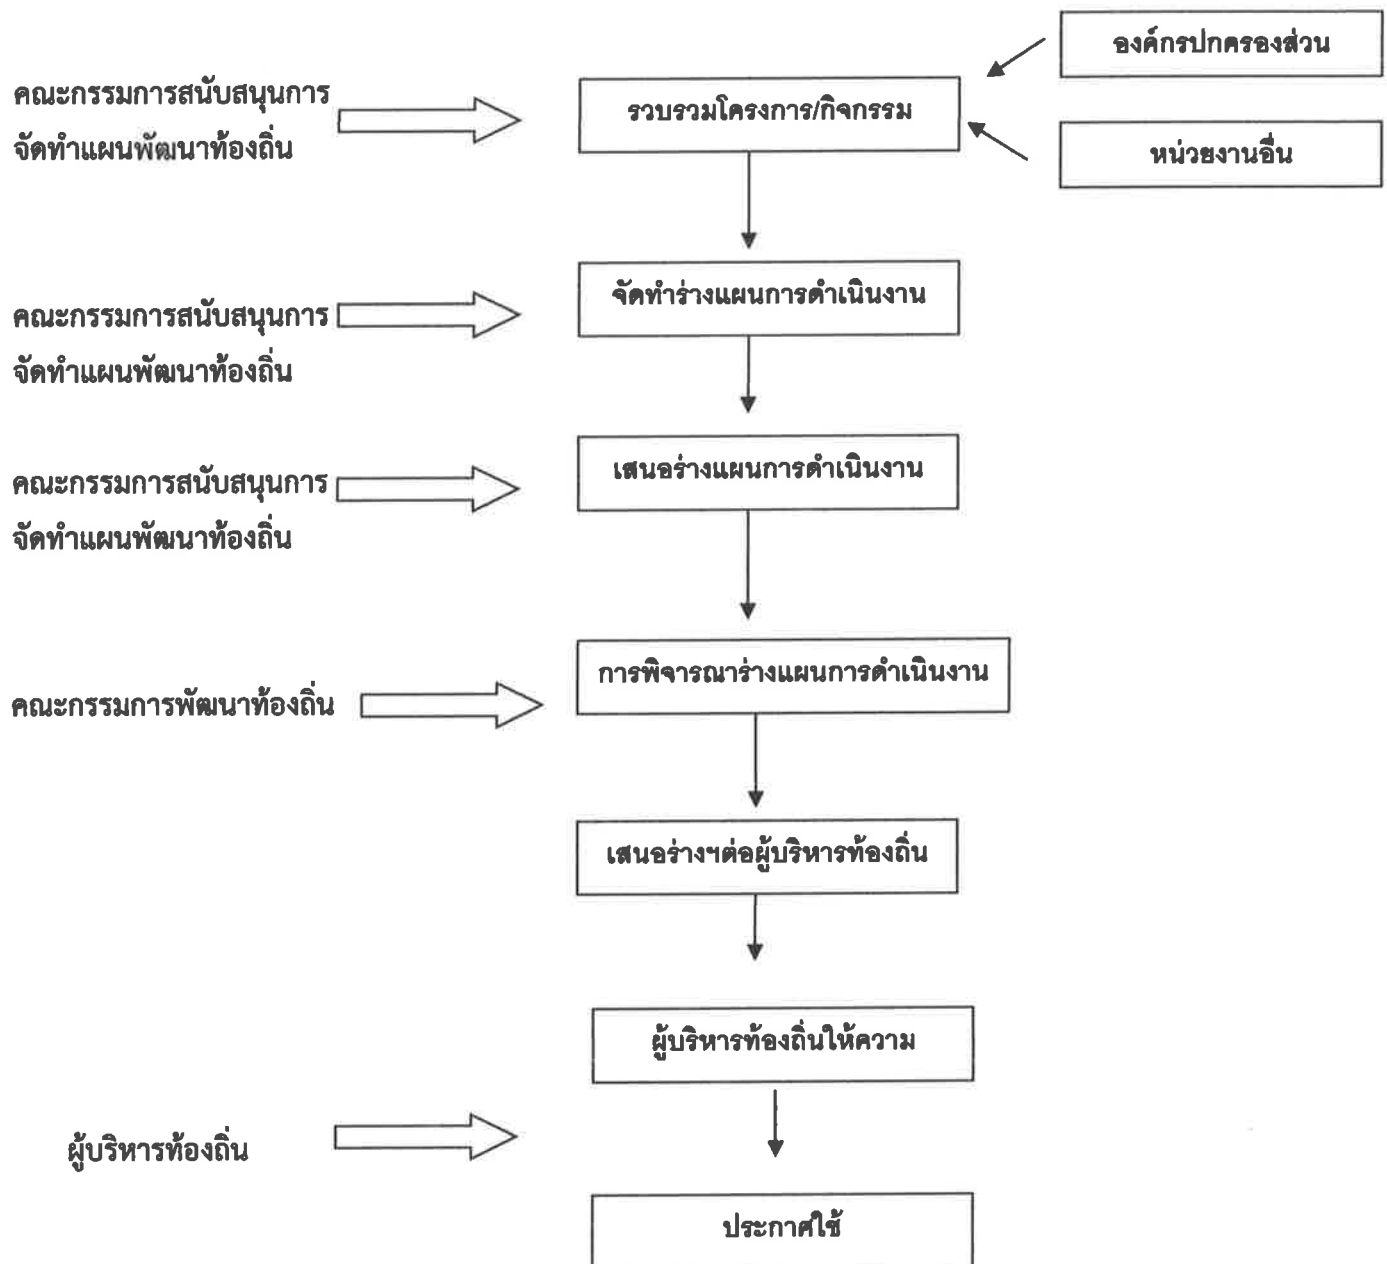 องค์กรปกครองส่วน
คณะกรรมการสนับสนุนการ
จัดทำแผนพัฒนาท้องถิ่น
รวบรวมโครงการ/กิจกรรม
หน่วยงานอื่น
จัดทำร่างแผนการดำเนินงาน
คณะกรรมการสนับสนุนการ
จัดทำแผนพัฒนาท้องถิ่น
เสนอร่างแผนการดำเนินงาน
คณะกรรมการสนับสนุนการ
จัดทำแผนพัฒนาท้องถิ่น
การพิจารณาร่างแผนการดำเนินงาน
คณะกรรมการพัฒนาท้องถิ่น
เสนอร่างฯต่อผู้บริหารท้องถิ่น
ผู้บริหารท้องถิ่นให้ความ
ผู้บริหารท้องถิ่น
ประกาศใช้